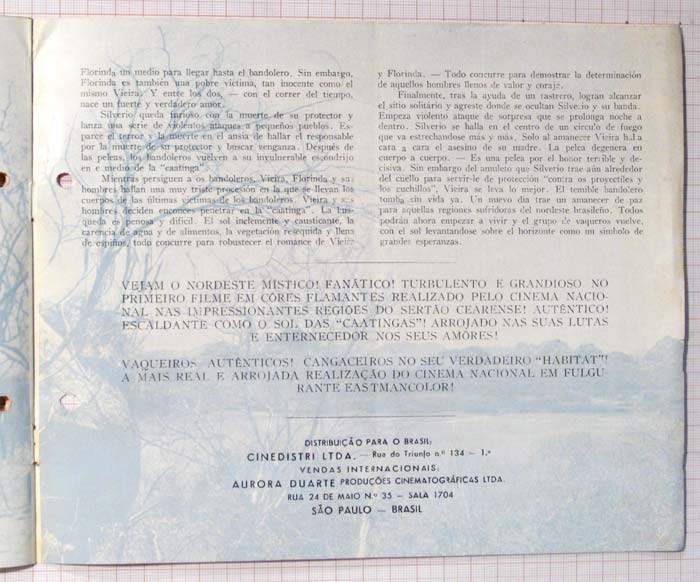 Florinda un medio para llegar hasta el bandolero. Sin embargo,
Florinda es también una pobre víctima, tan inocente como el
mismo Vieira. Y entre los dos, — con el correr del tiempo,
nace un fuerte y verdadero amor.
Silverio queda furioso con la muerte de su protector y
lanza una serie de violentos ataques a pequeños pueblos. Es-
parce el terror y la muerte en el ansia de hallar el responsable
por la muerte de su protector y buscar venganza. Después de
las peleas, los bandoleros vuelven a su invulnerable escondrijo
en e medio de la "caatinga".
Mientras persiguen a os bandoleros, Vieira, Florinda y sus
hombres hallan una muy triste procesión en la que se llevan los
cuerpos de las últimas víctimas de los bandoleros. Vieira y sus
hombres deciden enonces penetrar en la "caatinga". La bus-
queda es penosa y difícil. El sol inclemente y causticante, la
carencia de agua y de alimentos, la vegetación resequida y llena
de espiños, todo concurre para robustecer el romance de Vieira
y Florinda. — Todo concurre para demostrar la determinación
de aquellos hombres llenos de valor y coraje.
Finalmente, tras la ayuda de un rastrero, logran alcanzar
el sitio solitário y agreste donde se ocultan Silverio y su banda.
Empeza violento ataque de sorpresa que se prolonga noche a
dentro. Silverio se halla en el centro de un circulo de fuego
que va estrechandose más y más. Solo al amanecer Vieira halla
cara a cara el asesino de su madre. La pelea degenera en
cuerpo a cuerpo. — Es una pelea por el honor terrible y de-
cisiva. Sin embargo del amuleto que Silverio trae aún alrededor
del cuello para servir-le de protección "contra os proyectiles y
los cuchillos", Vieira se leva lo mejor. El temible bandolero
tomba sin vida ya. Un nuevo dia trae un amanecer de paz
para aquellas regiones sufridoras del nordeste brasileño. Todos
podrán ahora empezar a vivir y el grupo de vaqueros vuelve,
con el sol levantandose sobre el horizonte como un simbolo de
grandes esperanzas.
VEJAM O NORDESTE MÍSTICO! FANÁTICO! TURBULENTO E GRANDIOSO NO
PRIMEIRO FILME EM CÔRES FLAMANTES REALIZADO PELO CINEMA NACIO-
NAL NAS IMPRESSIONANTES REGIÕES DO SERTÃO CEARENSE! AUTÊNTICO!
ESCALDANTE COMO O SOL DAS "CAATINGAS"! ARROJADO NAS SUAS LUTAS
E ENTERNECEDOR NOS SEUS AMÔRES!
VAQUEIROS AUTÊNTICOS! CANGACEIROS NO SEU VERDADEIRO "HABITAT"!
A MAIS REAL E ARROJADA REALIZAÇÃO DO CINEMA NACIONAL EM FULGU-
RANTE EASTMANCOLOR!
DISTRIBUIÇÃO PARA O BRASIL:
CINEDISTRI LTDA. — Rua do Triunfo n.º 134 — 1.º
VENDAS INTERNACIONAIS:
AURORA DUARTE PRODUÇÕES CINEMATOGRÁFICAS LTDA.
RUA 24 DE MAIO N.º 35 — SALA 1704
SÃO PAULO — BRASIL